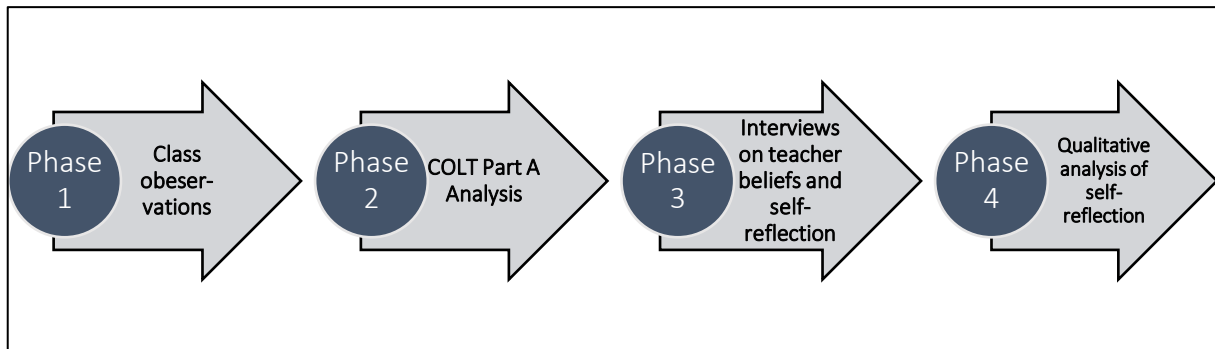 Phase
1
Class
obeser-
vations
Phase
2
COLT Part A
Analysis
Phase
3
Interviews
on teacher
beliefs and
self-
reflection
Phase
4
Qualitative
analysis of
self-
reflection